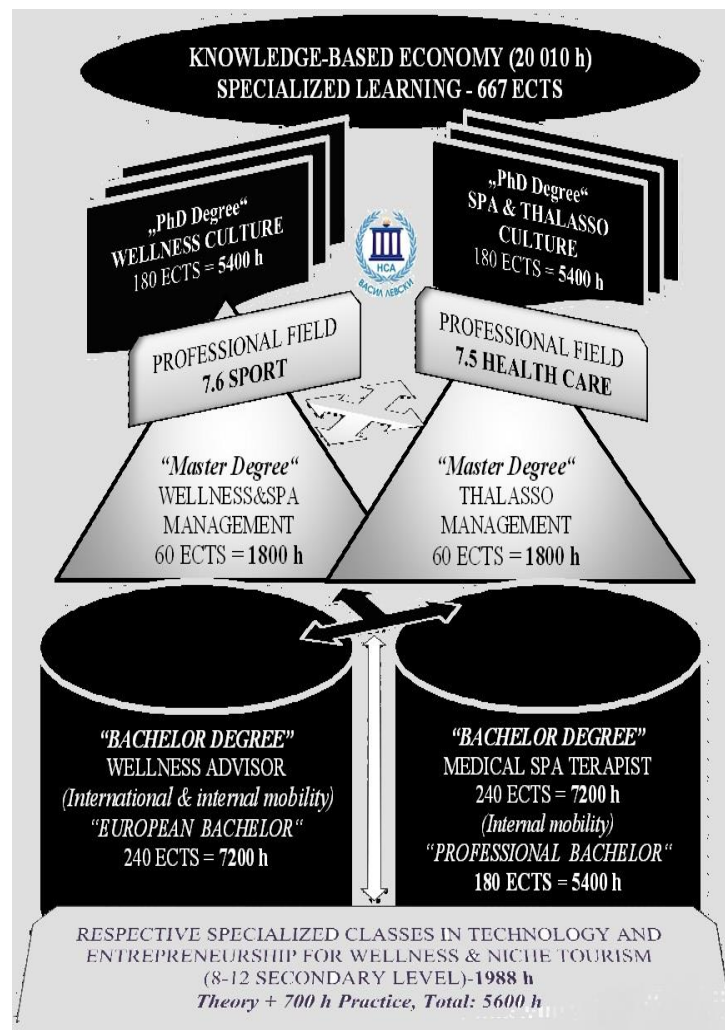 KNOWLEDGE-BASED ECONOMY (20 010 h)
SPECIALIZED LEARNING - 667 ECTS
„PhD Degree“
WELLNESS CULTURE
180 ECTS = 5400 h
„PhD Degree“
SPA & THALASSO
CULTURE
180 ECTS = 5400 h
НСА
ВАСИЛ ЛЕВСКИ
PROFESSIONAL FIELD
7.6 SPORT
PROFESSIONAL FIELD
7.5 HEALTH CARE
“Master Degree“
WELLNESS&SPA
MANAGEMENT
60 ECTS = 1800 h
“Master Degree“
THALASSO
MANAGEMENT
60 ECTS = 1800 h
“BACHELOR DEGREE”
WELLNESS ADVISOR
(International & internal mobility)
“EUROPEAN BACHELOR“
240 ECTS = 7200 h
“BACHELOR DEGREE”
MEDICAL SPA TERAPIST
240 ECTS = 7200 h
(Internal mobility)
“PROFESSIONAL BACHELOR“
180 ECTS = 5400 h
RESPECTIVE SPECIALIZED CLASSES IN TECHNOLOGY AND
ENTREPRENEURSHIP FOR WELLNESS & NICHE TOURISM
(8-12 SECONDARY LEVEL)-1988 h
Theory + 700 h Practice, Total: 5600 h